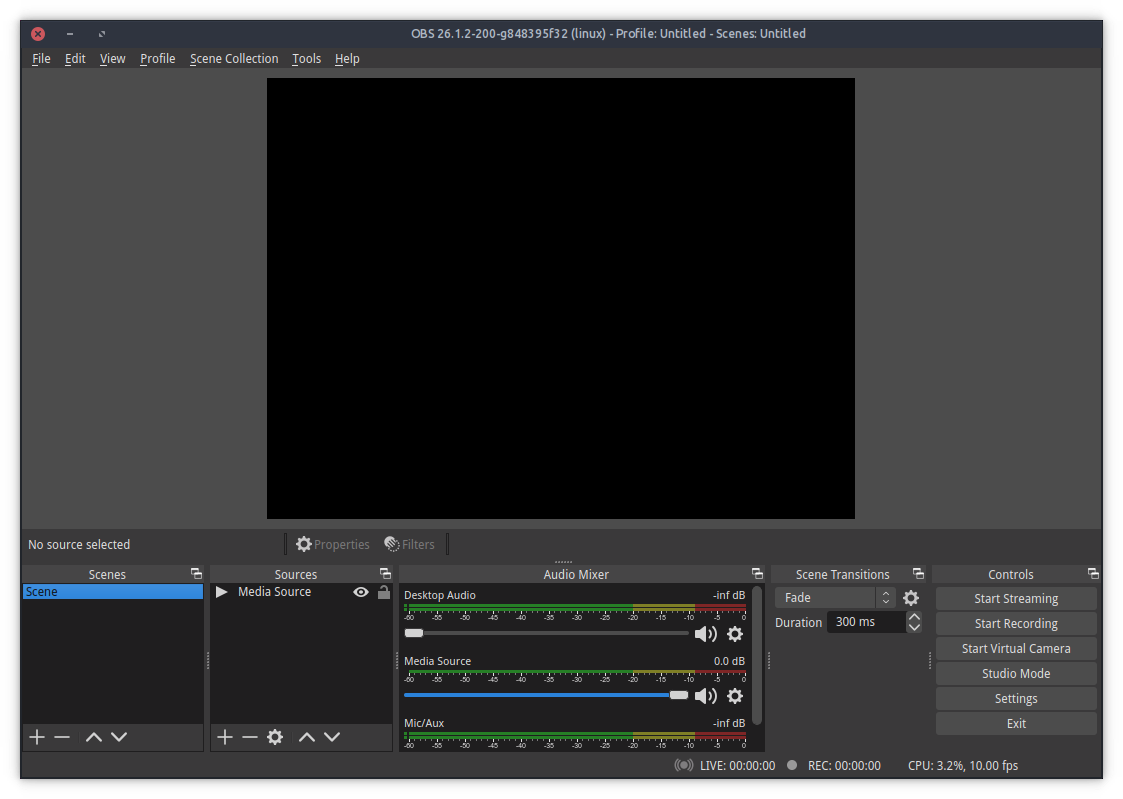 OBS 26.1.2-200-g848395f32 (linux) - Profile: Untitled - Scenes: Untitled
File Edit View Profile Scene Collection Tools Help
No source selected Properties Filters
Scenes
Scene
Sources
Media Source
Audio Mixer
Desktop Audio -inf dB
-60 -55 -50 -45 -40 -35 -30 -25 -20 -15 -10 -5 0
Media Source 0.0 dB
-60 -55 -50 -45 -40 -35 -30 -25 -20 -15 -10 -5 0
Mic/Aux -inf dB
-60 -55 -50 -45 -40 -35 -30 -25 -20 -15 -10 -5 0
Scene Transitions
Fade
Duration 300 ms
Controls
Start Streaming
Start Recording
Start Virtual Camera
Studio Mode
Settings
Exit
LIVE: 00:00:00 REC: 00:00:00 CPU: 3.2%, 10.00 fps